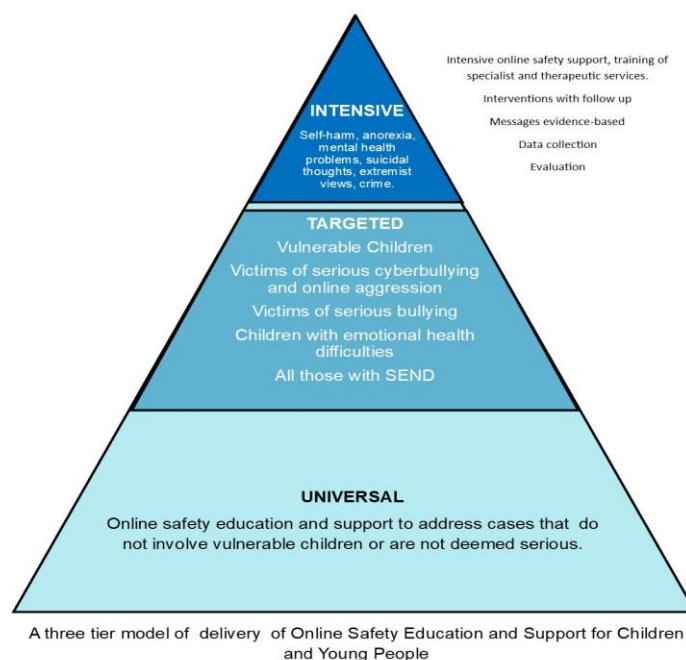 Intensive online safety support, training of
specialist and therapeutic services.
Interventions with follow up
Messages evidence-based
Data collection
Evaluation
INTENSIVE
Self-harm, anorexia,
mental health
problems, suicidal
thoughts, extremist
views, crime.
TARGETED
Vulnerable Children
Victims of serious cyberbullying
and online aggression
Victims of serious bullying
Children with emotional health
difficulties
All those with SEND
UNIVERSAL
Online safety education and support to address cases that do
not involve vulnerable children or are not deemed serious.
A three tier model of delivery of Online Safety Education and Support for Children
and Young People